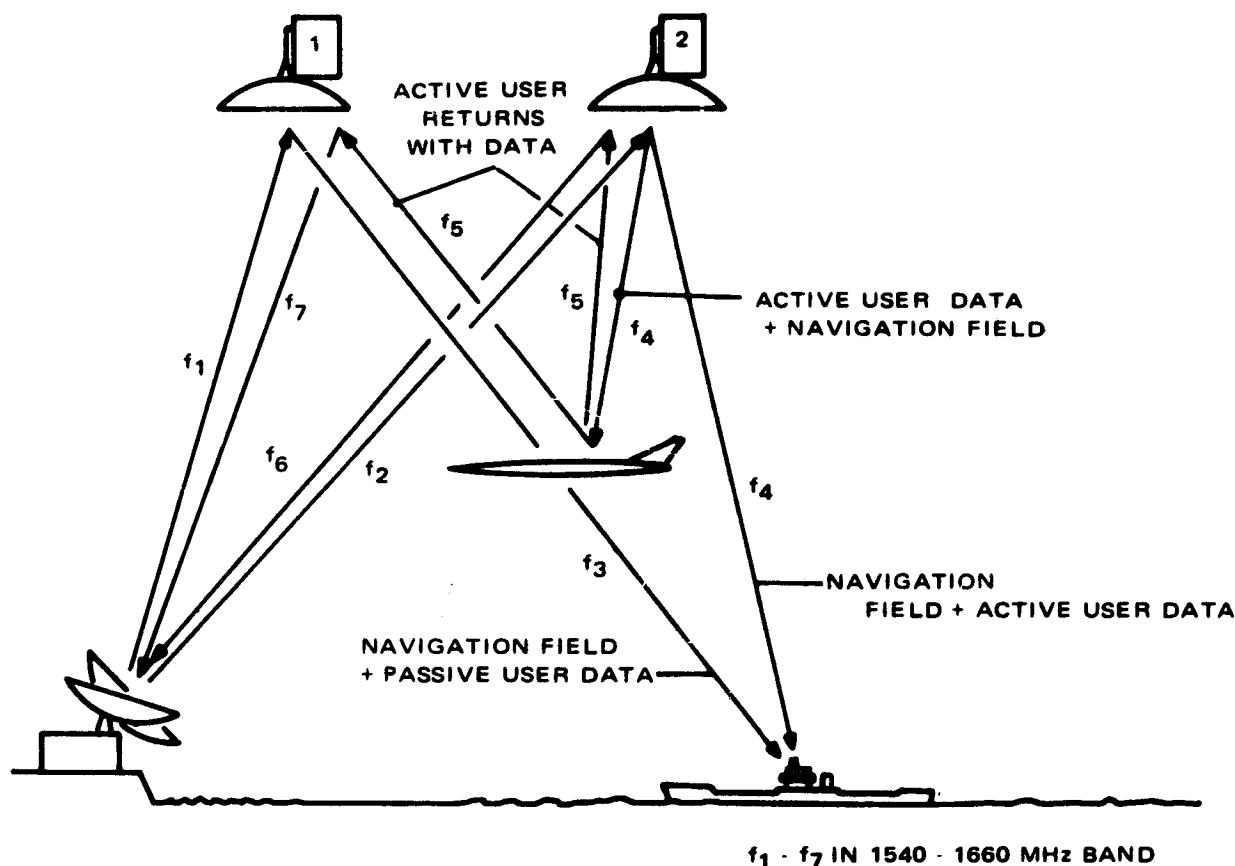 1
2
ACTIVE USER
RETURNS
WITH DATA
f5
f7
f5
ACTIVE USER DATA
+ NAVIGATION FIELD
f4
f1
f6
f2
f4
f3
NAVIGATION
FIELD + ACTIVE USER DATA
NAVIGATION FIELD
+ PASSIVE USER DATA
f1 - f7 IN 1540 - 1660 MHz BAND